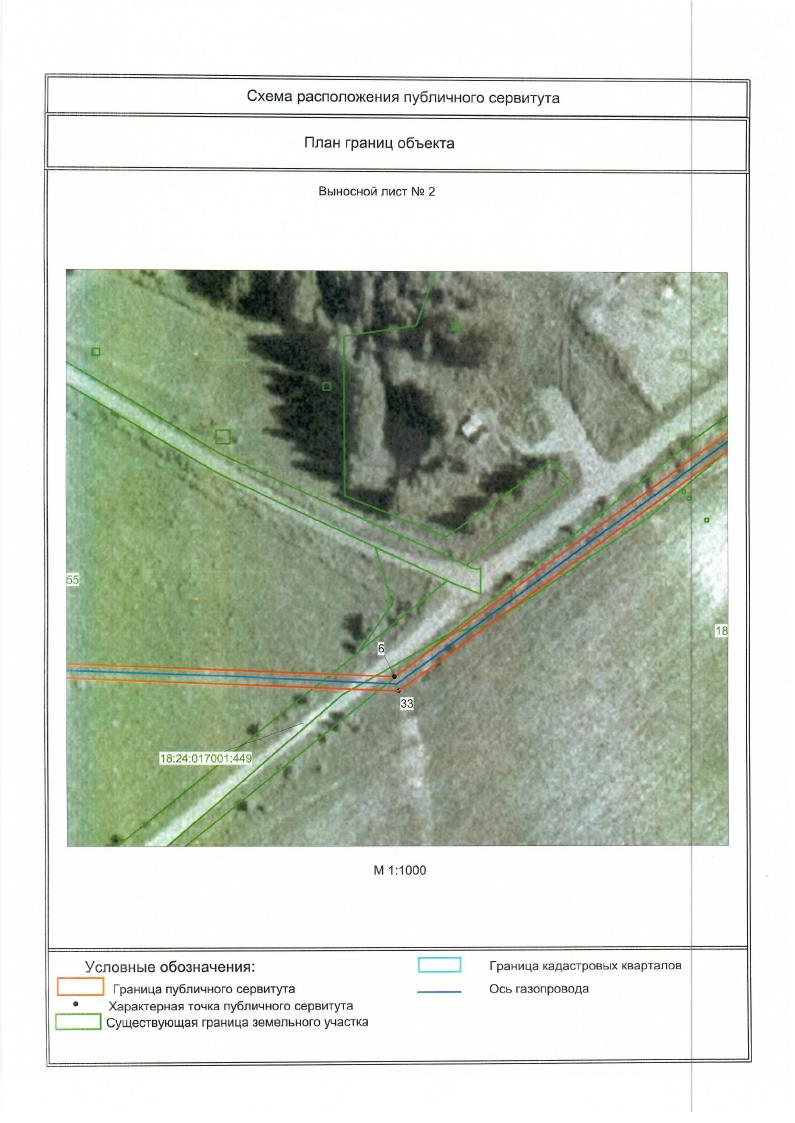 Схема расположения публичного сервитута
План границ объекта
Выносной лист № 2
55
18
6
33
18:24:017001:449
М 1:1000
Условные обозначения:
Граница публичного сервитута
Характерная точка публичного сервитута
Существующая граница земельного участка
Граница кадастровых кварталов
Ось газопровода